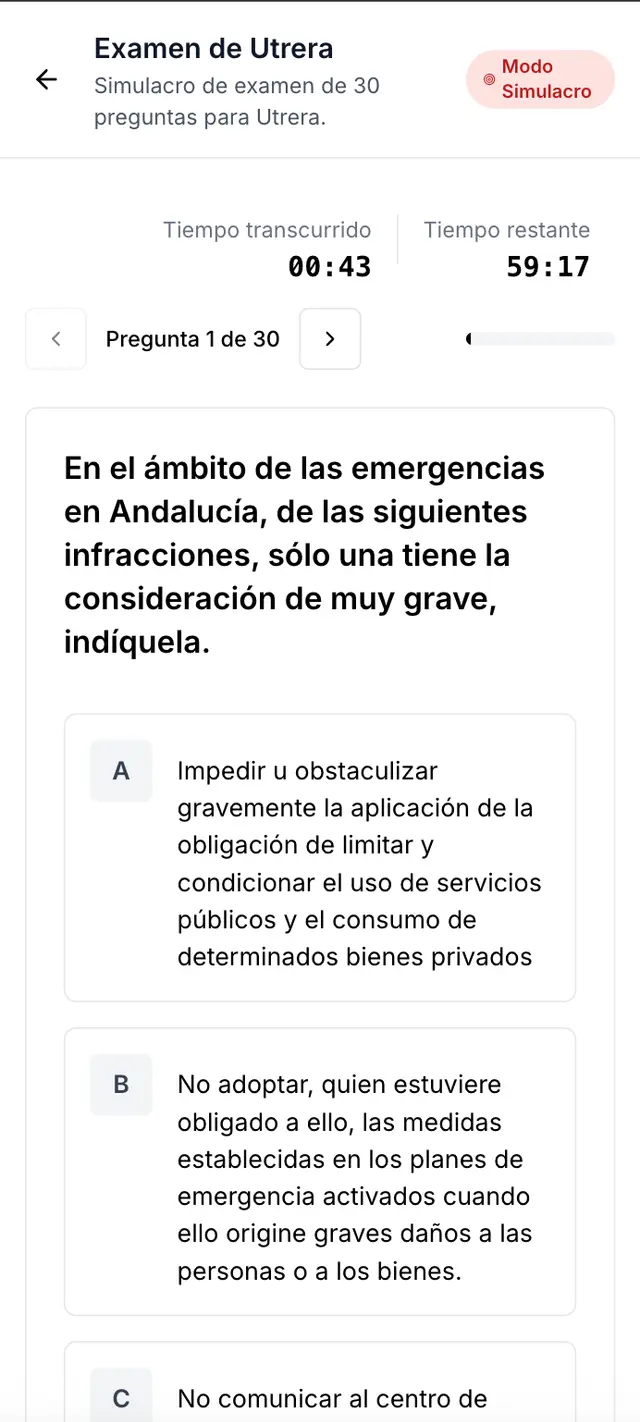 Examen de Utrera
Simulacro de examen de 30
preguntas para Utrera.
Modo
Simulacro
Tiempo transcurrido
00:43
Tiempo restante
59:17
Pregunta 1 de 30
En el ámbito de las emergencias
en Andalucía, de las siguientes
infracciones, sólo una tiene la
consideración de muy grave,
indíquela.
A
Impedir u obstaculizar
gravemente la aplicación de la
obligación de limitar y
condicionar el uso de servicios
públicos y el consumo de
determinados bienes privados
B
No adoptar, quien estuviere
obligado a ello, las medidas
establecidas en los planes de
emergencia activados cuando
ello origine graves daños a las
personas o a los bienes.
C
No comunicar al centro de